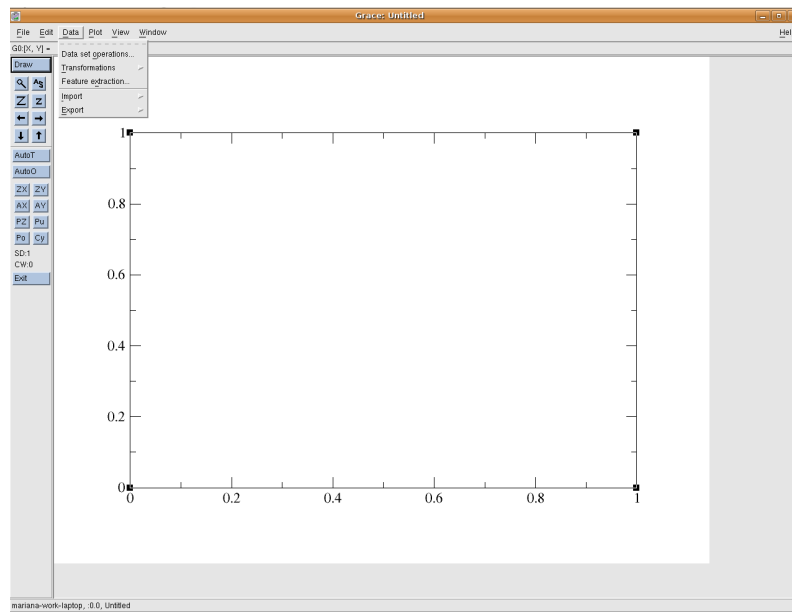 Grace: Untitled
File Edit Data Plot View Window Hel
G0:[X, Y] =
Data set operations...
Transformations
Feature extraction...
Import
Export
Draw
AS
Z z
AutoT
AutoO
ZX ZY
AX AY
PZ Pu
Po Cy
SD:1
CW:0
Exit
1
0.8
0.6
0.4
0.2
0
0 0.2 0.4 0.6 0.8 1
mariana-work-laptop, :0.0, Untitled